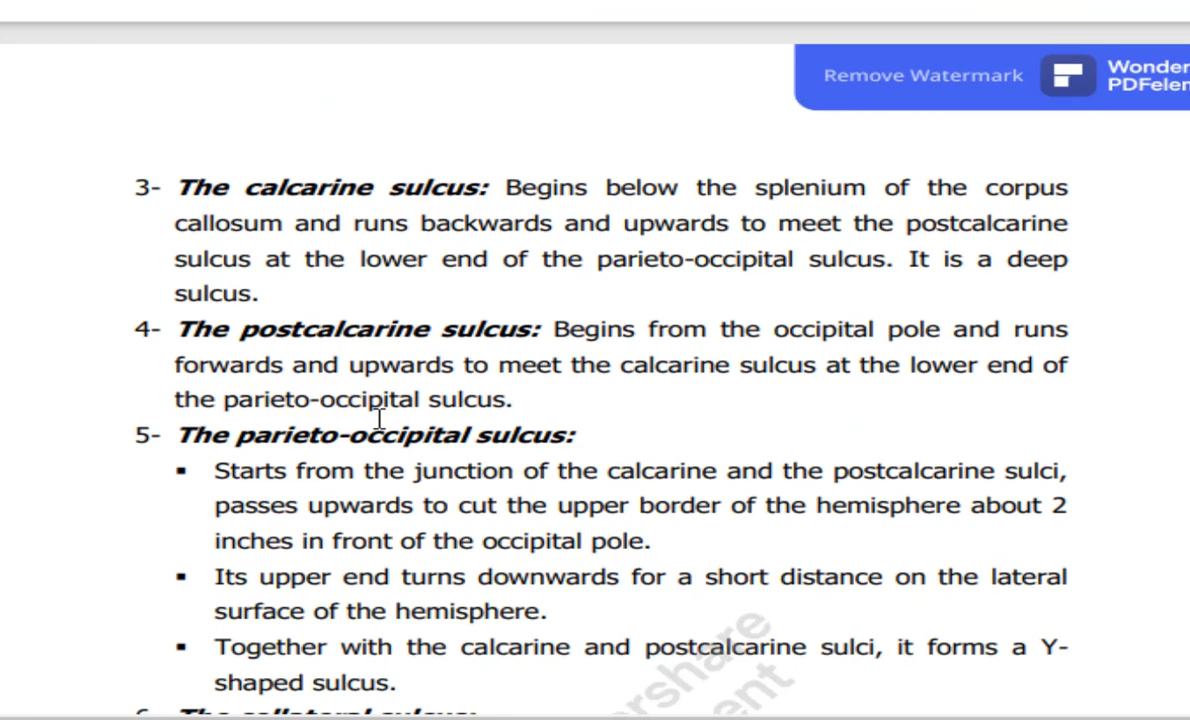 Remove Watermark
3- The calcarine sulcus: Begins below the splenium of the corpus
callosum and runs backwards and upwards to meet the postcalcarine
sulcus at the lower end of the parieto-occipital sulcus. It is a deep
sulcus.
4- The postcalcarine sulcus: Begins from the occipital pole and runs
forwards and upwards to meet the calcarine sulcus at the lower end of
the parieto-occipital sulcus.
5- The parieto-occipital sulcus:
▪ Starts from the junction of the calcarine and the postcalcarine sulci,
passes upwards to cut the upper border of the hemisphere about 2
inches in front of the occipital pole.
▪ Its upper end turns downwards for a short distance on the lateral
surface of the hemisphere.
▪ Together with the calcarine and postcalcarine sulci, it forms a Y-
shaped sulcus.